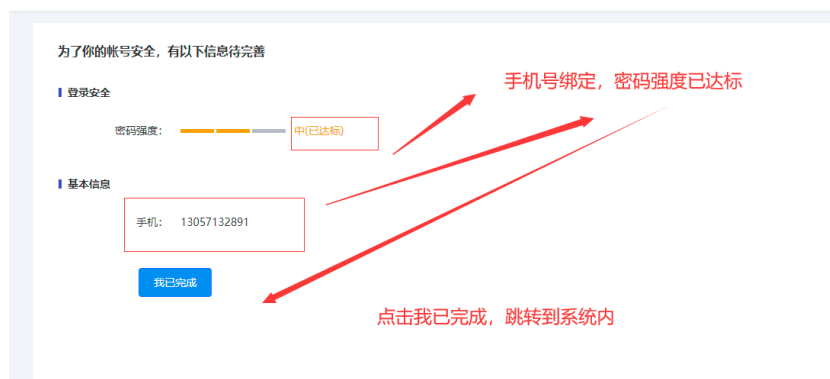 为了你的帐号安全，有以下信息待完善
手机号绑定，密码强度已达标
登录安全
密码强度： 中(已达标)
基本信息
手机： 13057132891
我已完成
点击我已完成，跳转到系统内